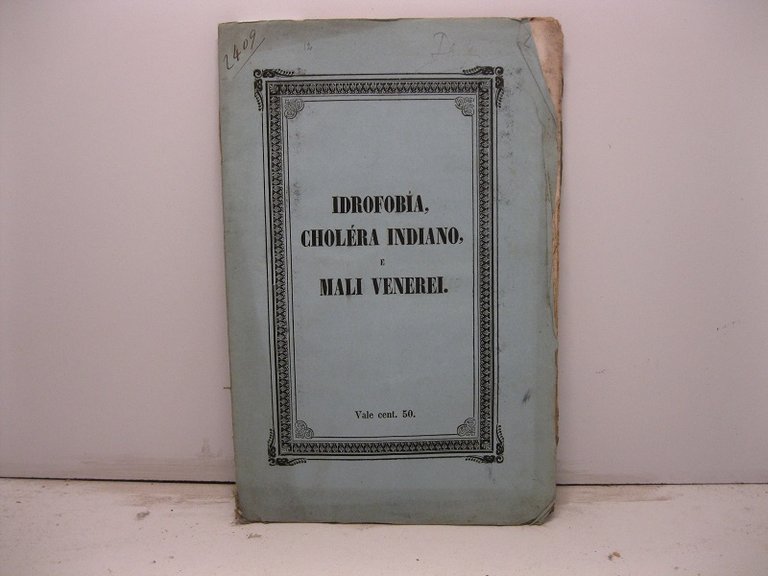 2409
IDROFOBÍA,
CHOLÉRA INDIANO,
E
MALI VENEREI.
Vale cent. 50.